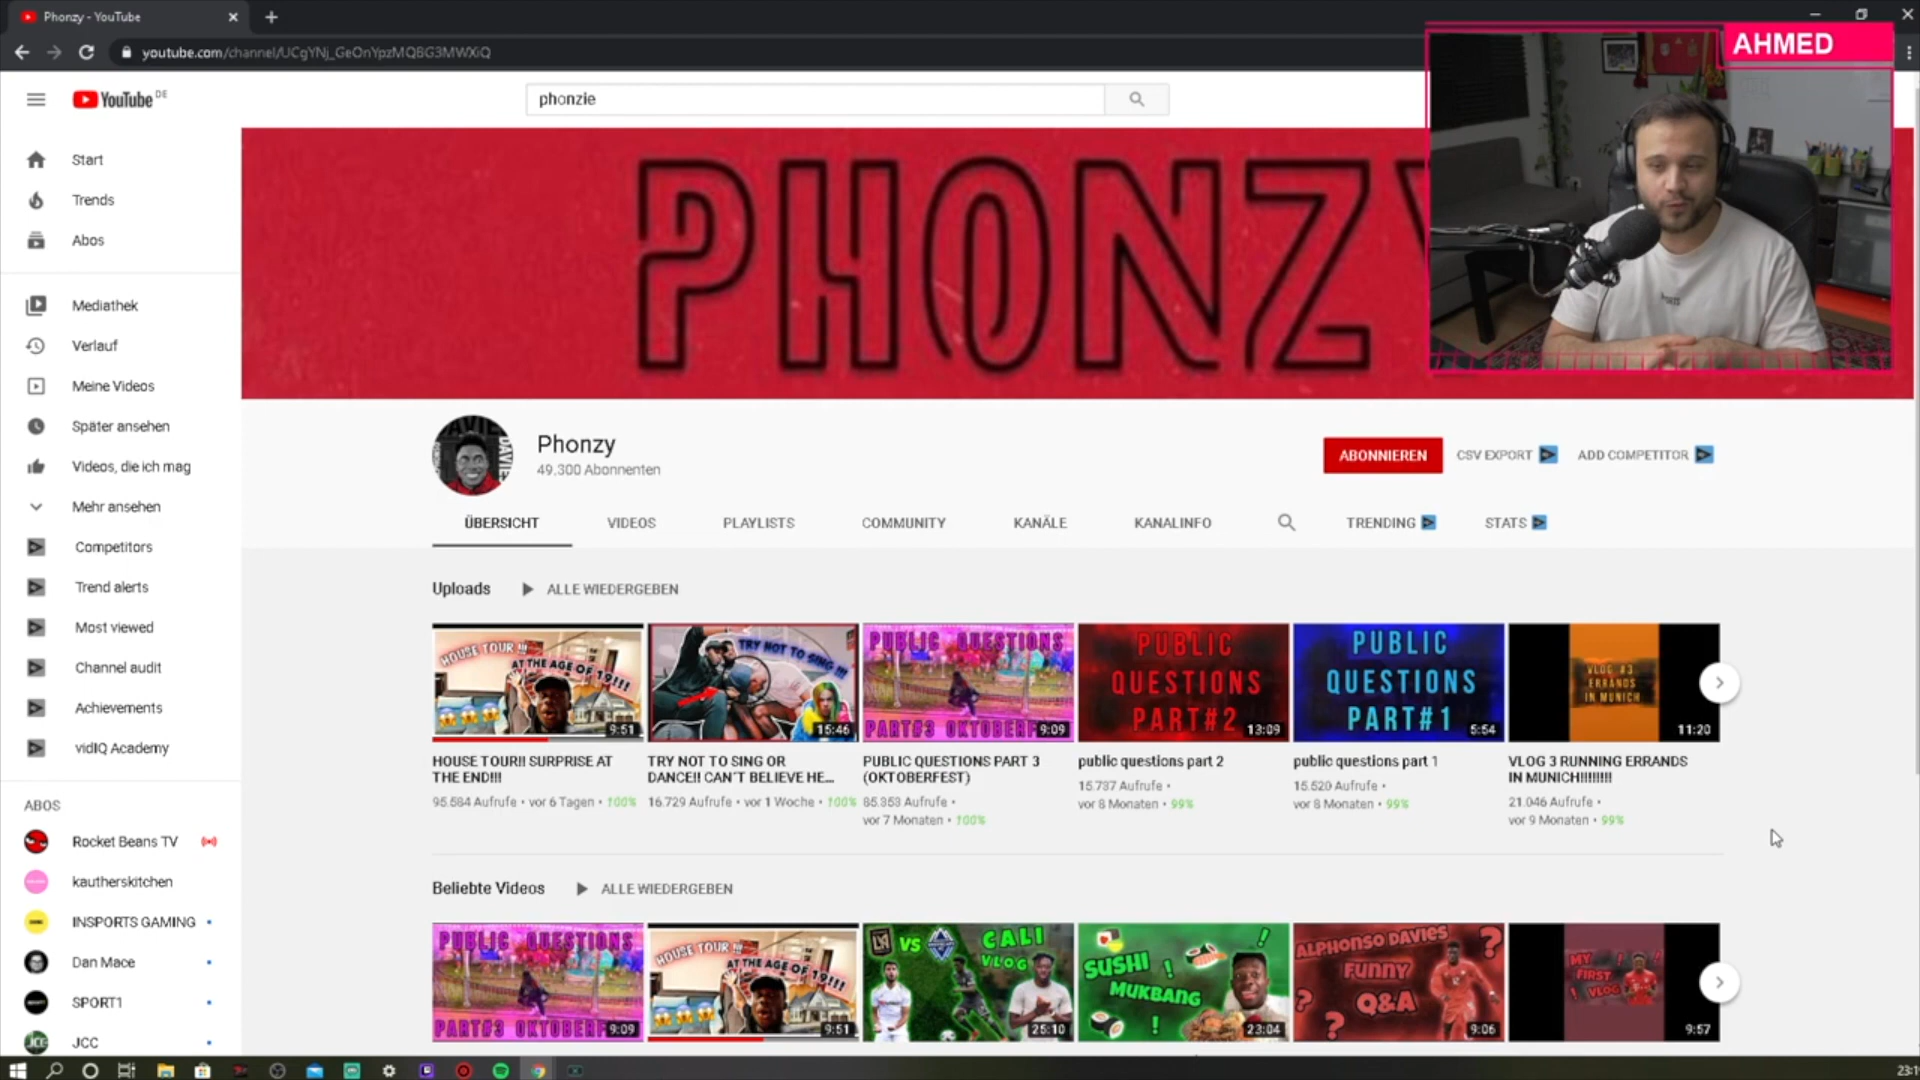 Phonzy - YouTube
youtube.com/channel/UCgYNj_GeOnYpzMQBG3MWXiQ
AHMED
YouTube DE
phonzie
Start
Trends
Abos
Mediathek
Verlauf
Meine Videos
Später ansehen
Videos, die ich mag
Mehr ansehen
Competitors
Trend alerts
Most viewed
Channel audit
Achievements
vidIQ Academy
ABOS
Rocket Beans TV
kautherskitchen
INSPORTS GAMING
Dan Mace
SPORT1
JCC
PHONZ
Phonzy
49.300 Abonnenten
ABONNIEREN
CSV EXPORT
ADD COMPETITOR
ÜBERSICHT
VIDEOS
PLAYLISTS
COMMUNITY
KANÄLE
KANALINFO
TRENDING
STATS
Uploads
ALLE WIEDERGEBEN
HOUSE TOUR !!!
AT THE AGE OF 19!!!
9:51
TRY NOT TO SING !!!
15:46
PUBLIC QUESTIONS
PART#3 OKTOBERF
9:09
PUBLIC
QUESTIONS
PART#2
13:09
PUBLIC
QUESTIONS
PART#1
5:54
VLOG #3
ERRANDS
IN MUNICH
11:20
HOUSE TOUR!! SURPRISE AT
THE END!!!
95.584 Aufrufe • vor 6 Tagen • 100%
TRY NOT TO SING OR
DANCE!! CAN´T BELIEVE HE...
16.729 Aufrufe • vor 1 Woche • 100%
PUBLIC QUESTIONS PART 3
(OKTOBERFEST)
85.353 Aufrufe •
vor 7 Monaten • 100%
public questions part 2
15.737 Aufrufe •
vor 8 Monaten • 99%
public questions part 1
15.520 Aufrufe •
vor 8 Monaten • 99%
VLOG 3 RUNNING ERRANDS
IN MUNICH!!!!!!!!!
21.046 Aufrufe •
vor 9 Monaten • 99%
Beliebte Videos
ALLE WIEDERGEBEN
PUBLIC QUESTIONS
PART#3 OKTOBERF
9:09
HOUSE TOUR !!!
AT THE AGE OF 19!!!
9:51
VS
CALI
VLOG
25:10
SUSHI !
MUKBANG
!
23:04
ALPHONSO DAVIES
FUNNY
Q&A
9:06
MY
FIRST
VLOG
9:57